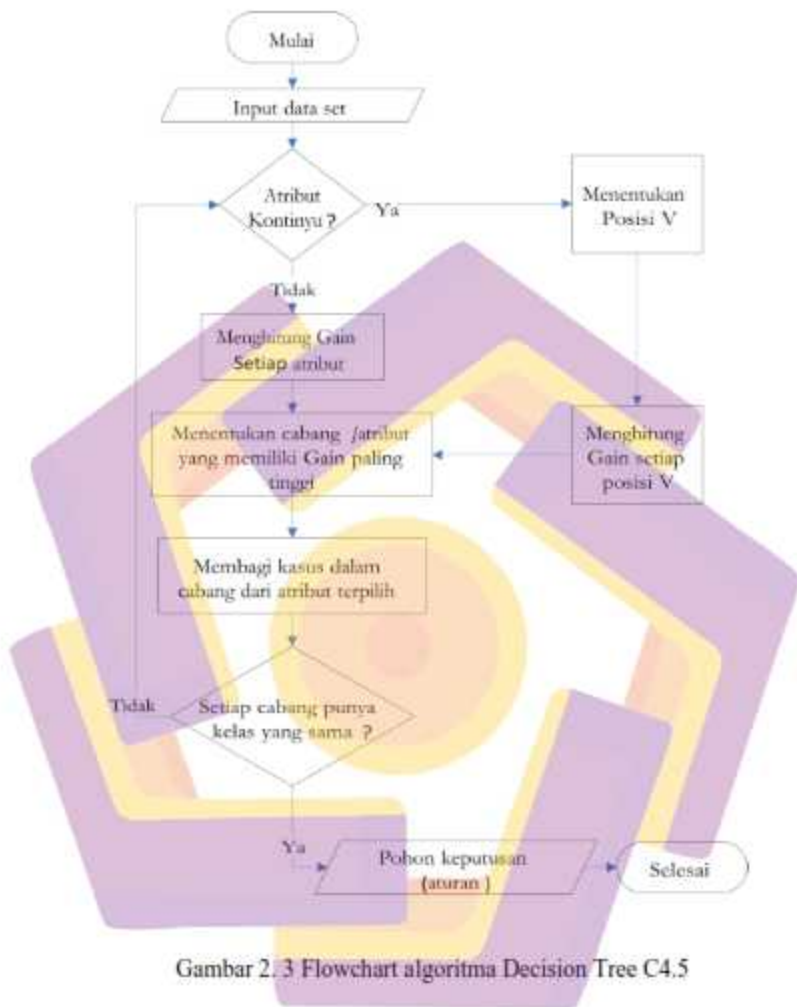 Mulai
Input data set
Atribut
Kontinyu ?
Ya
Menentukan
Posisi V
Tidak
Menghitung Gain
Setiap atribut
Menentukan cabang /atribut
yang memiliki Gain paling
tinggi
Menghitung
Gain setiap
posisi V
Membagi kasus dalam
cabang dari atribut terpilih
Tidak
Setiap cabang punya
kelas yang sama ?
Ya
Pohon keputusan
(aturan )
Selesai
Gambar 2. 3 Flowchart algoritma Decision Tree C4.5